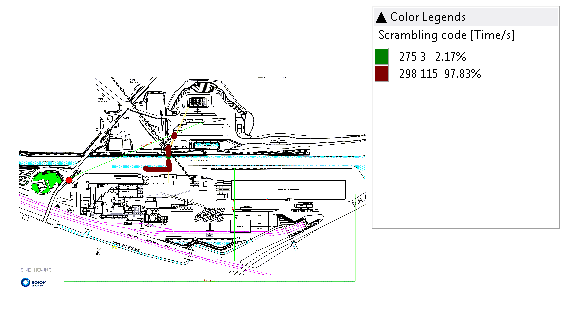 Color Legends
Scrambling code [Time/s]
275 3 2.17%
298 115 97.83%